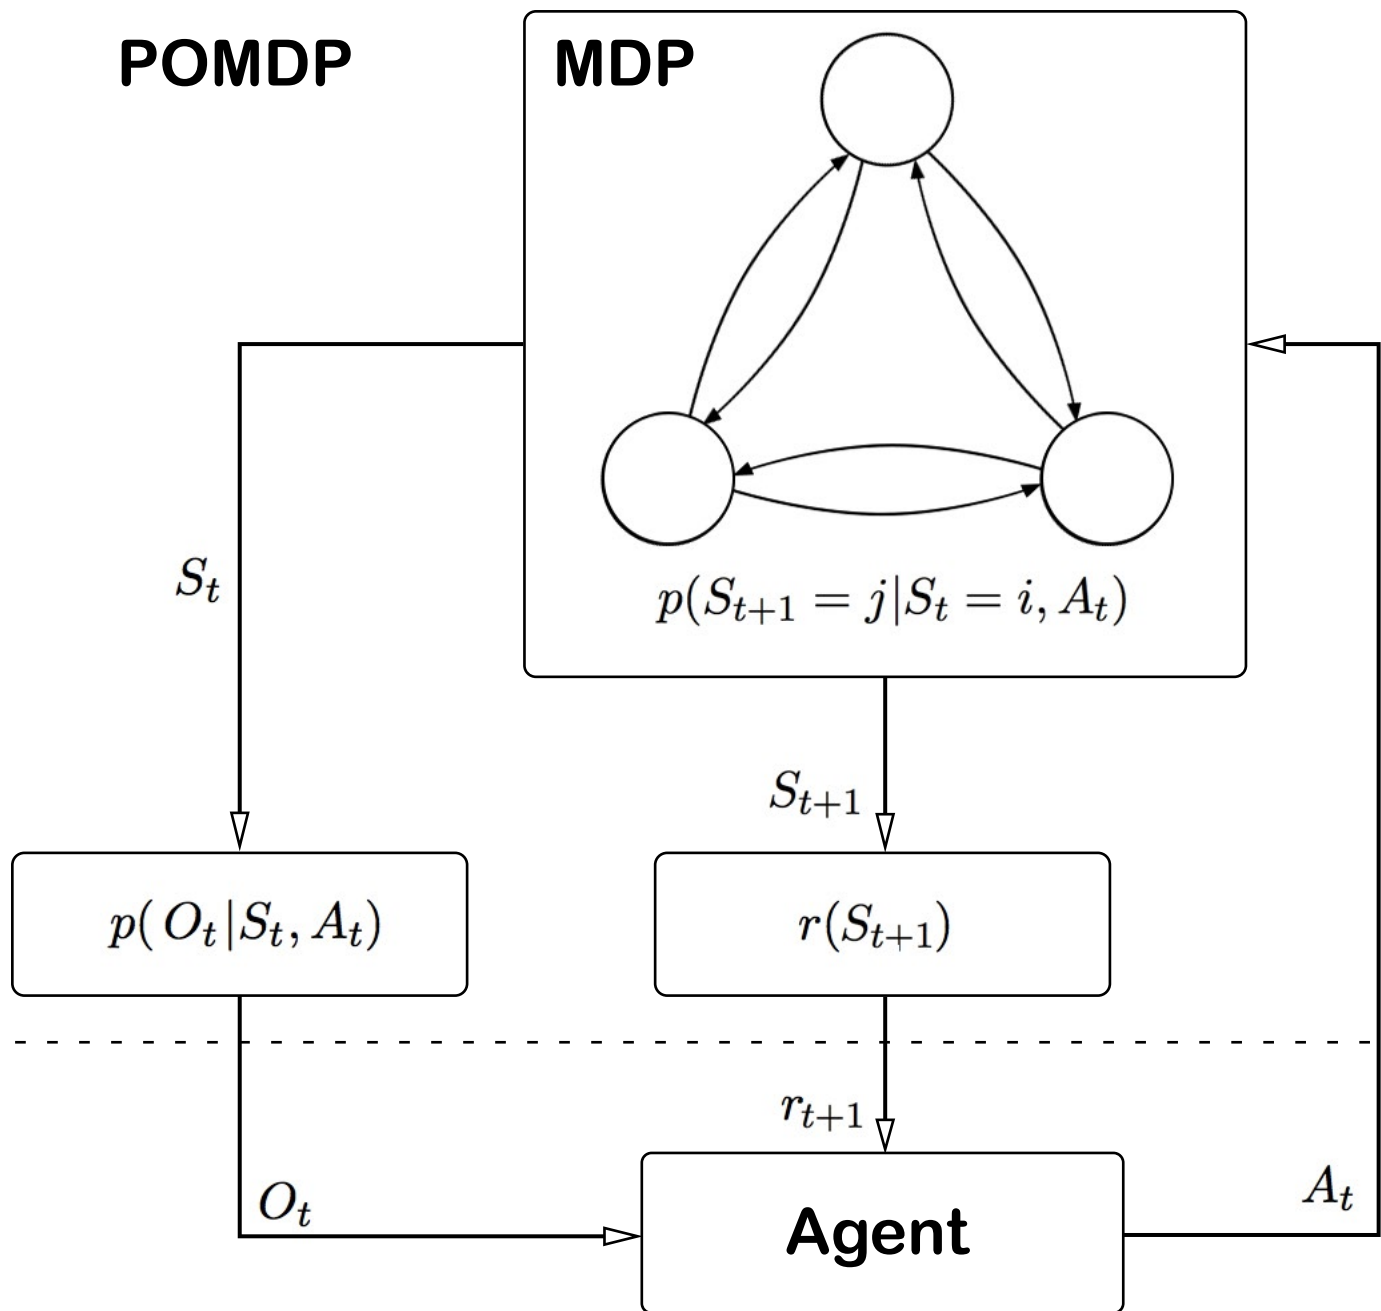 POMDP
MDP
p(S_{t+1} = j|S_t = i, A_t)
S_t
S_{t+1}
p( O_t|S_t, A_t)
r(S_{t+1})
r_{t+1}
O_t
Agent
A_t